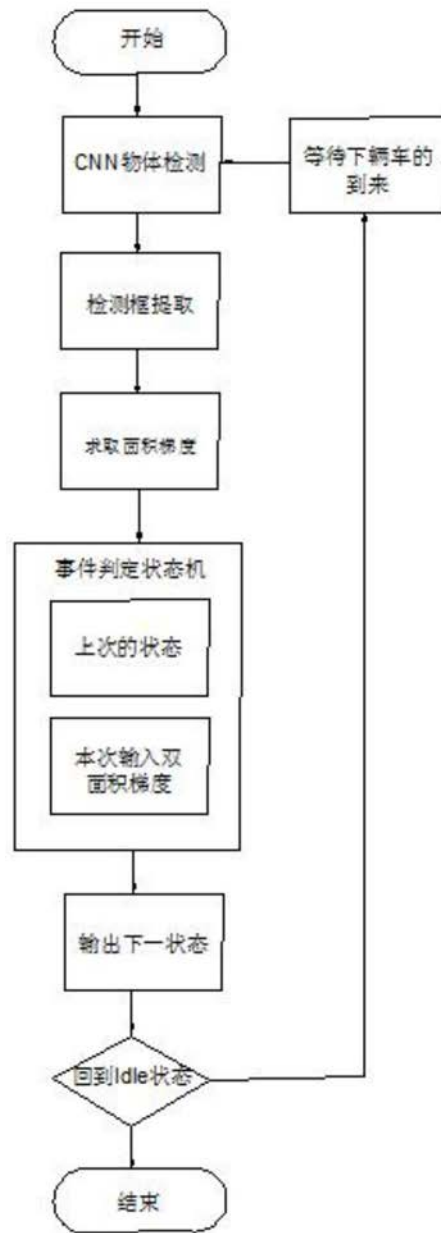 开始
CNN物体检测
等待下辆车的
到来
检测框提取
求取面积梯度
事件判定状态机
上次的状态
本次输入双
面积梯度
输出下一状态
回到Idle状态
结束